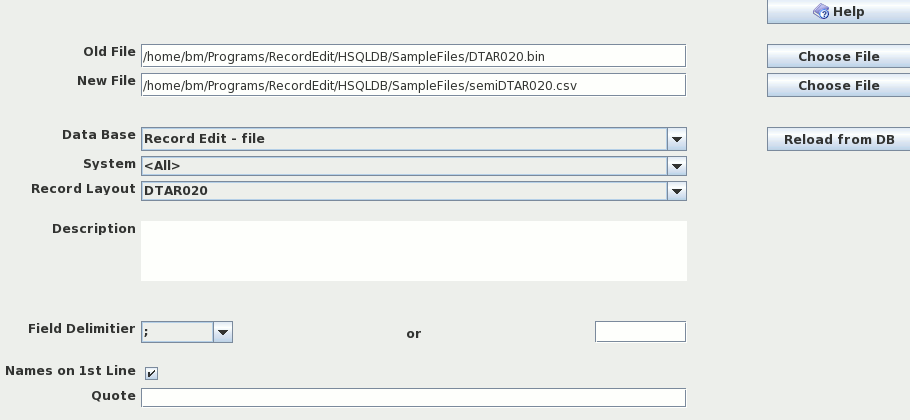 Help
Old File /home/bm/Programs/RecordEdit/HSQLDB/SampleFiles/DTAR020.bin Choose File
New File /home/bm/Programs/RecordEdit/HSQLDB/SampleFiles/semiDTAR020.csv Choose File
Data Base Record Edit - file Reload from DB
System <All>
Record Layout DTAR020
Description
Field Delimitier ; or
Names on 1st Line
Quote